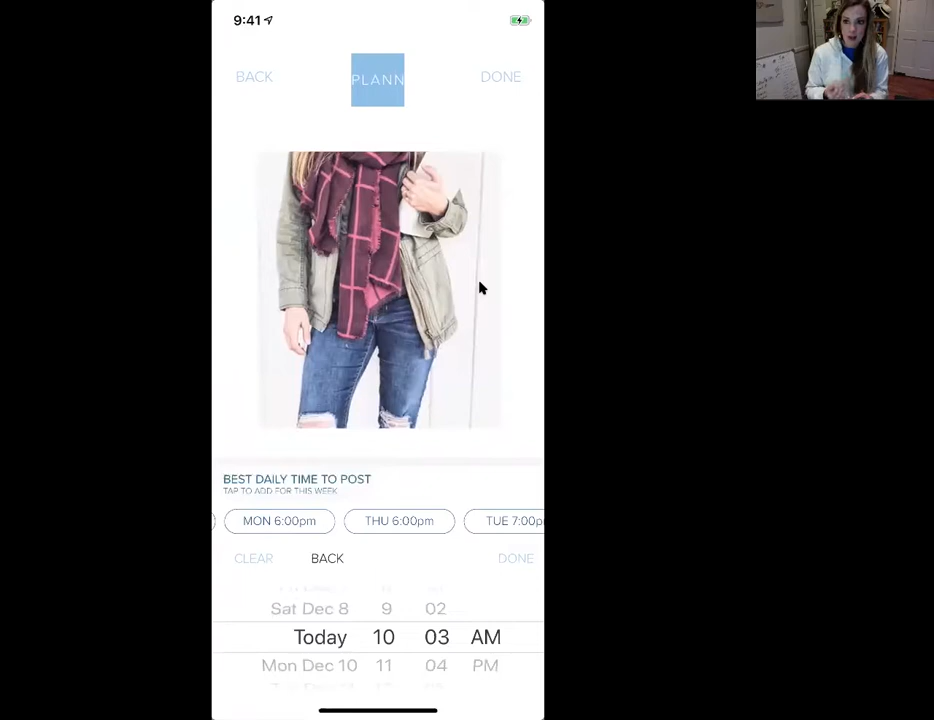 9:41
BACK PLANN DONE
BEST DAILY TIME TO POST
TAP TO ADD FOR THIS WEEK
MON 6:00pm THU 6:00pm TUE 7:00p
CLEAR BACK DONE
Sat Dec 8 9 02
Today 10 03 AM
Mon Dec 10 11 04 PM